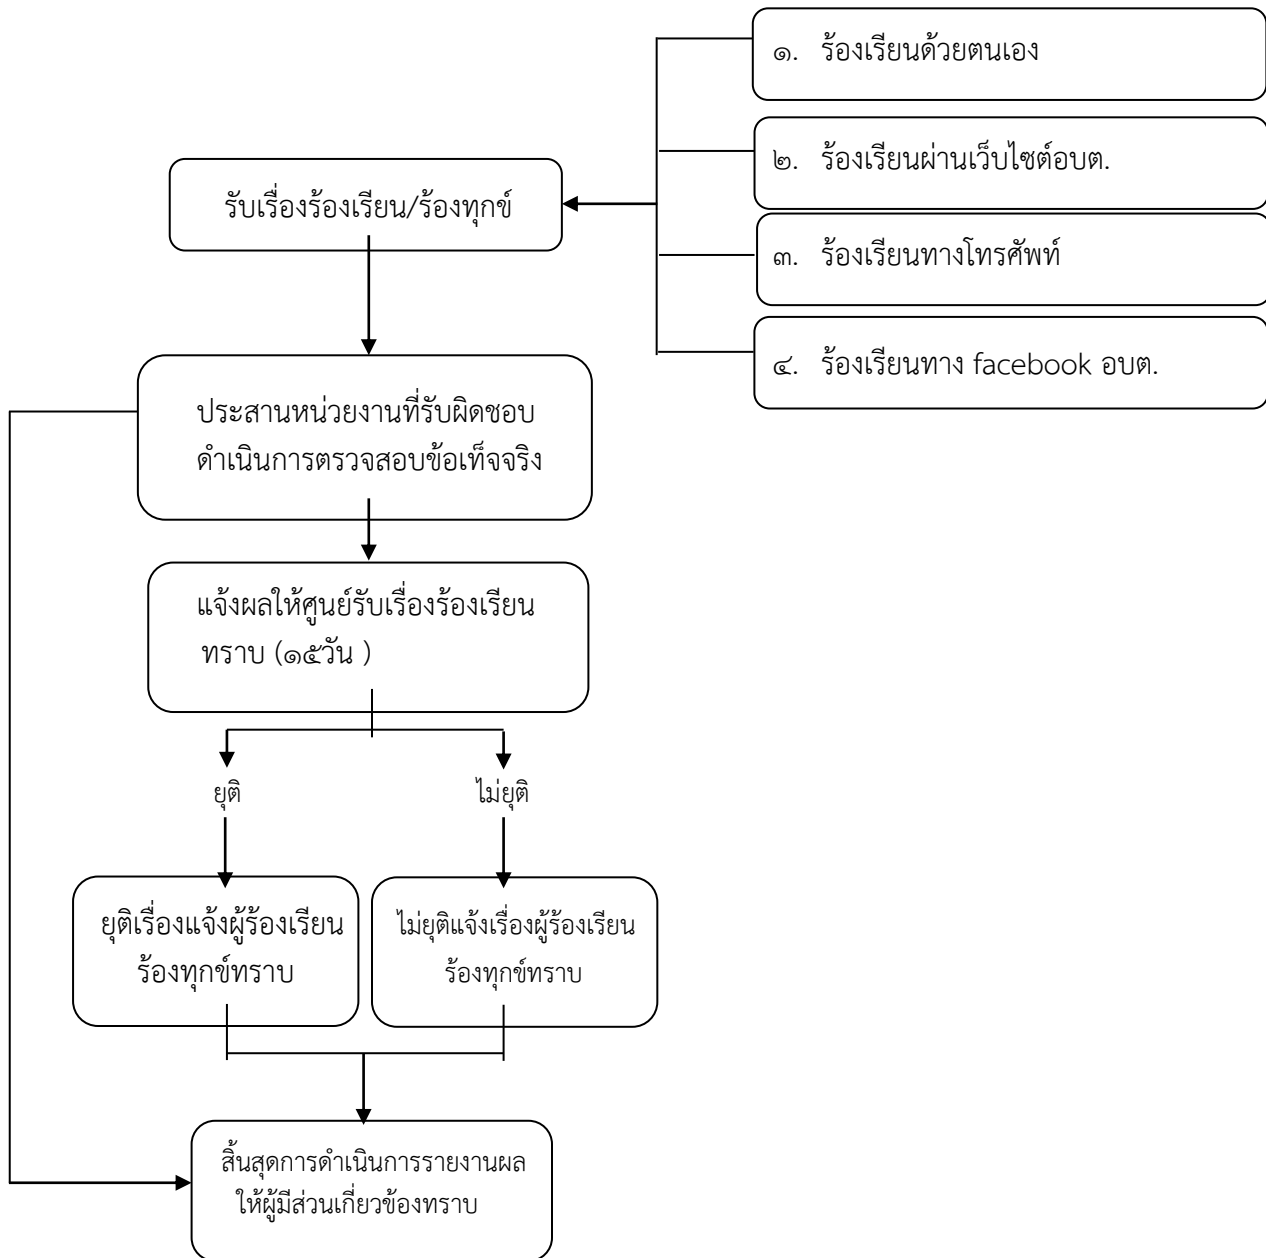 ๑. ร้องเรียนด้วยตนเอง
๒. ร้องเรียนผ่านเว็บไซต์อบต.
รับเรื่องร้องเรียน/ร้องทุกข์
๓. ร้องเรียนทางโทรศัพท์
๔. ร้องเรียนทาง facebook อบต.
ประสานหน่วยงานที่รับผิดชอบ
ดำเนินการตรวจสอบข้อเท็จจริง
แจ้งผลให้ศูนย์รับเรื่องร้องเรียน
ทราบ (๑๕วัน )
ยุติ
ไม่ยุติ
ยุติเรื่องแจ้งผู้ร้องเรียน
ร้องทุกข์ทราบ
ไม่ยุติแจ้งเรื่องผู้ร้องเรียน
ร้องทุกข์ทราบ
สิ้นสุดการดำเนินการรายงานผล
ให้ผู้มีส่วนเกี่ยวข้องทราบ